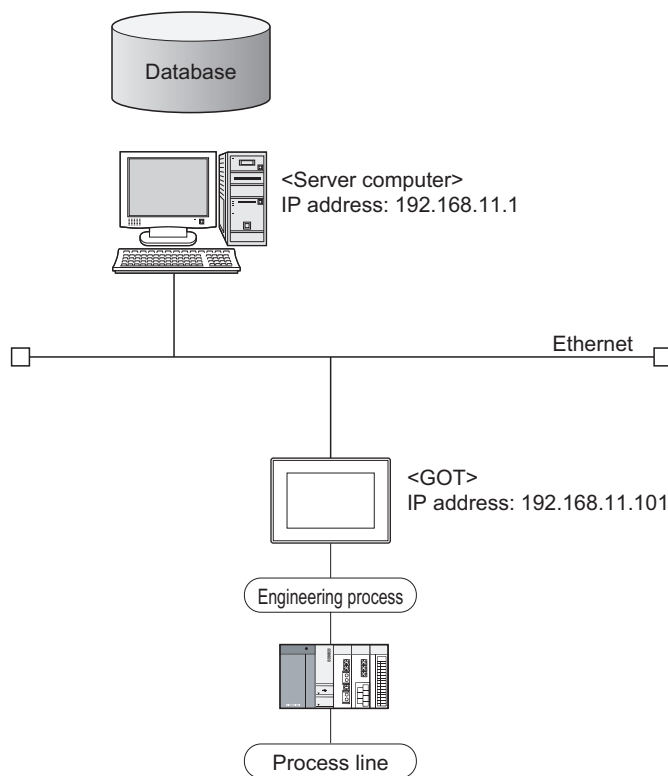 Database
<Server computer>
IP address: 192.168.11.1
Ethernet
<GOT>
IP address: 192.168.11.101
Engineering process
Process line